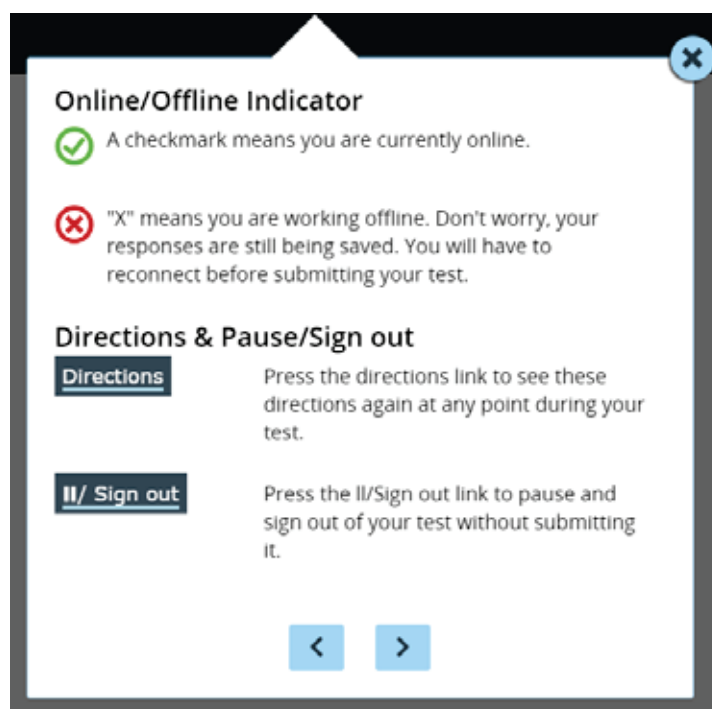 Online/Offline Indicator
A checkmark means you are currently online.
"X" means you are working offline. Don't worry, your
responses are still being saved. You will have to
reconnect before submitting your test.
Directions & Pause/Sign out
Directions
Press the directions link to see these
directions again at any point during your
test.
II/ Sign out
Press the ll/Sign out link to pause and
sign out of your test without submitting
it.